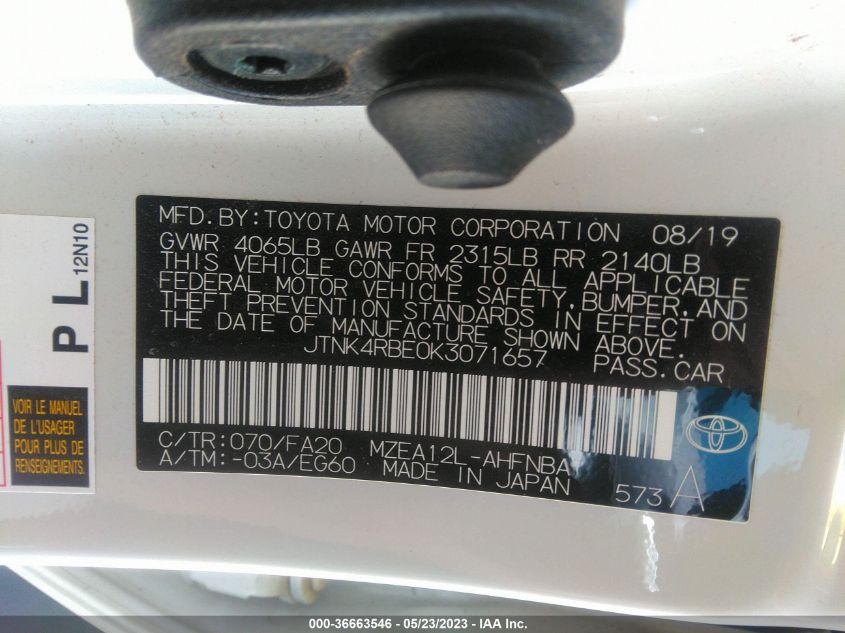 MFD.BY:TOYOTA MOTOR CORPORATION 08/19
GVWR 4065LB GAWR FR 2315LB RR 2140LB
THIS VEHICLE CONFORMS TO ALL APPLICABLE
FEDERAL MOTOR VEHICLE SAFETY,BUMPER,AND
THEFT PREVENTION STANDARDS IN EFFECT ON
THE DATE OF MANUFACTURE SHOWN ABOVE.
JTNK4RBE0K3071657 PASS.CAR
C/TR:070/FA20 MZEA12L-AHFNBA
A/TM:-03A/EG60 MADE IN JAPAN
573 A
P L 12N10
VOIR LE MANUEL
DE L'USAGER
POUR PLUS DE
RENSEIGNEMENTS.
000-36663546 - 05/23/2023 - IAA Inc.